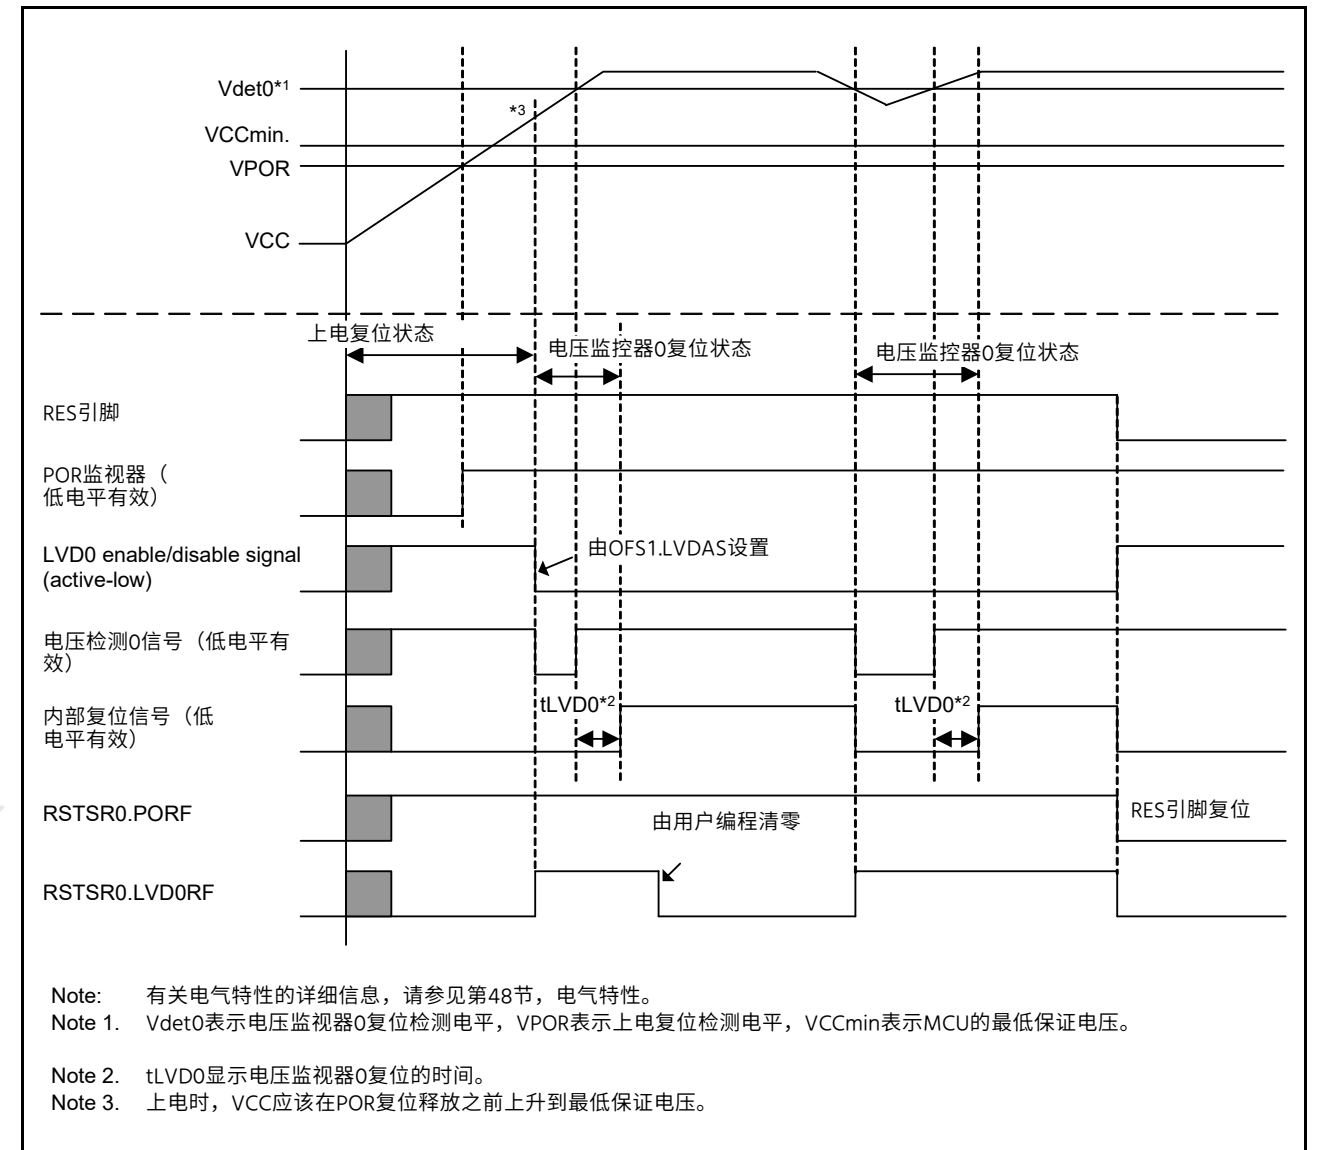 Vdet0*1
*3
VCCmin.
VPOR
VCC
上电复位状态
电压监控器0复位状态
电压监控器0复位状态
RES引脚
POR监视器（
低电平有效）
由OFS1.LVDAS设置
LVD0 enable/disable signal
(active-low)
电压检测0信号（低电平有
效）
tLVD0*2
tLVD0*2
内部复位信号（低
电平有效）
RSTSR0.PORF
由用户编程清零
RES引脚复位
RSTSR0.LVD0RF
Note: 有关电气特性的详细信息，请参见第48节，电气特性。
Note 1. Vdet0表示电压监视器0复位检测电平，VPOR表示上电复位检测电平，VCCmin表示MCU的最低保证电压。
Note 2. tLVD0显示电压监视器0复位的时间。
Note 3. 上电时，VCC应该在POR复位释放之前上升到最低保证电压。